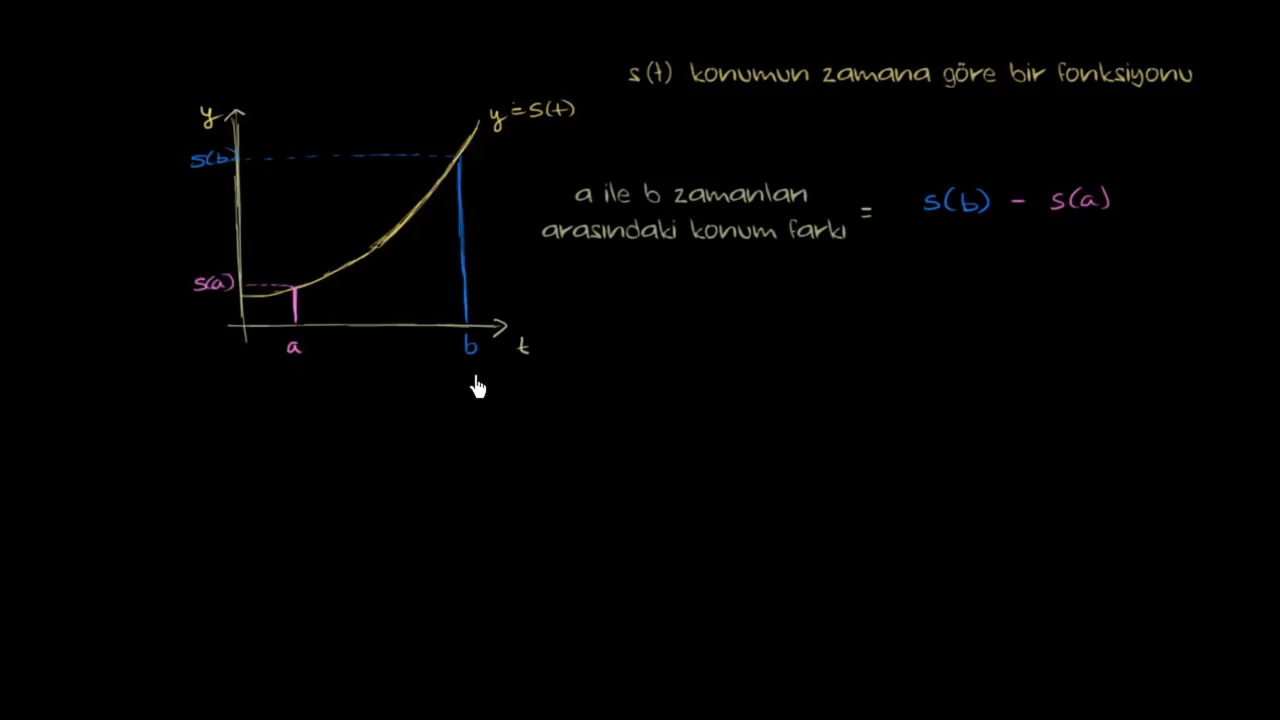 s(t) konumun zamana göre bir fonksiyonu
y
y = s(t)
s(b)
a ile b zamanları
arasındaki konum farkı = s(b) - s(a)
s(a)
a
b
t